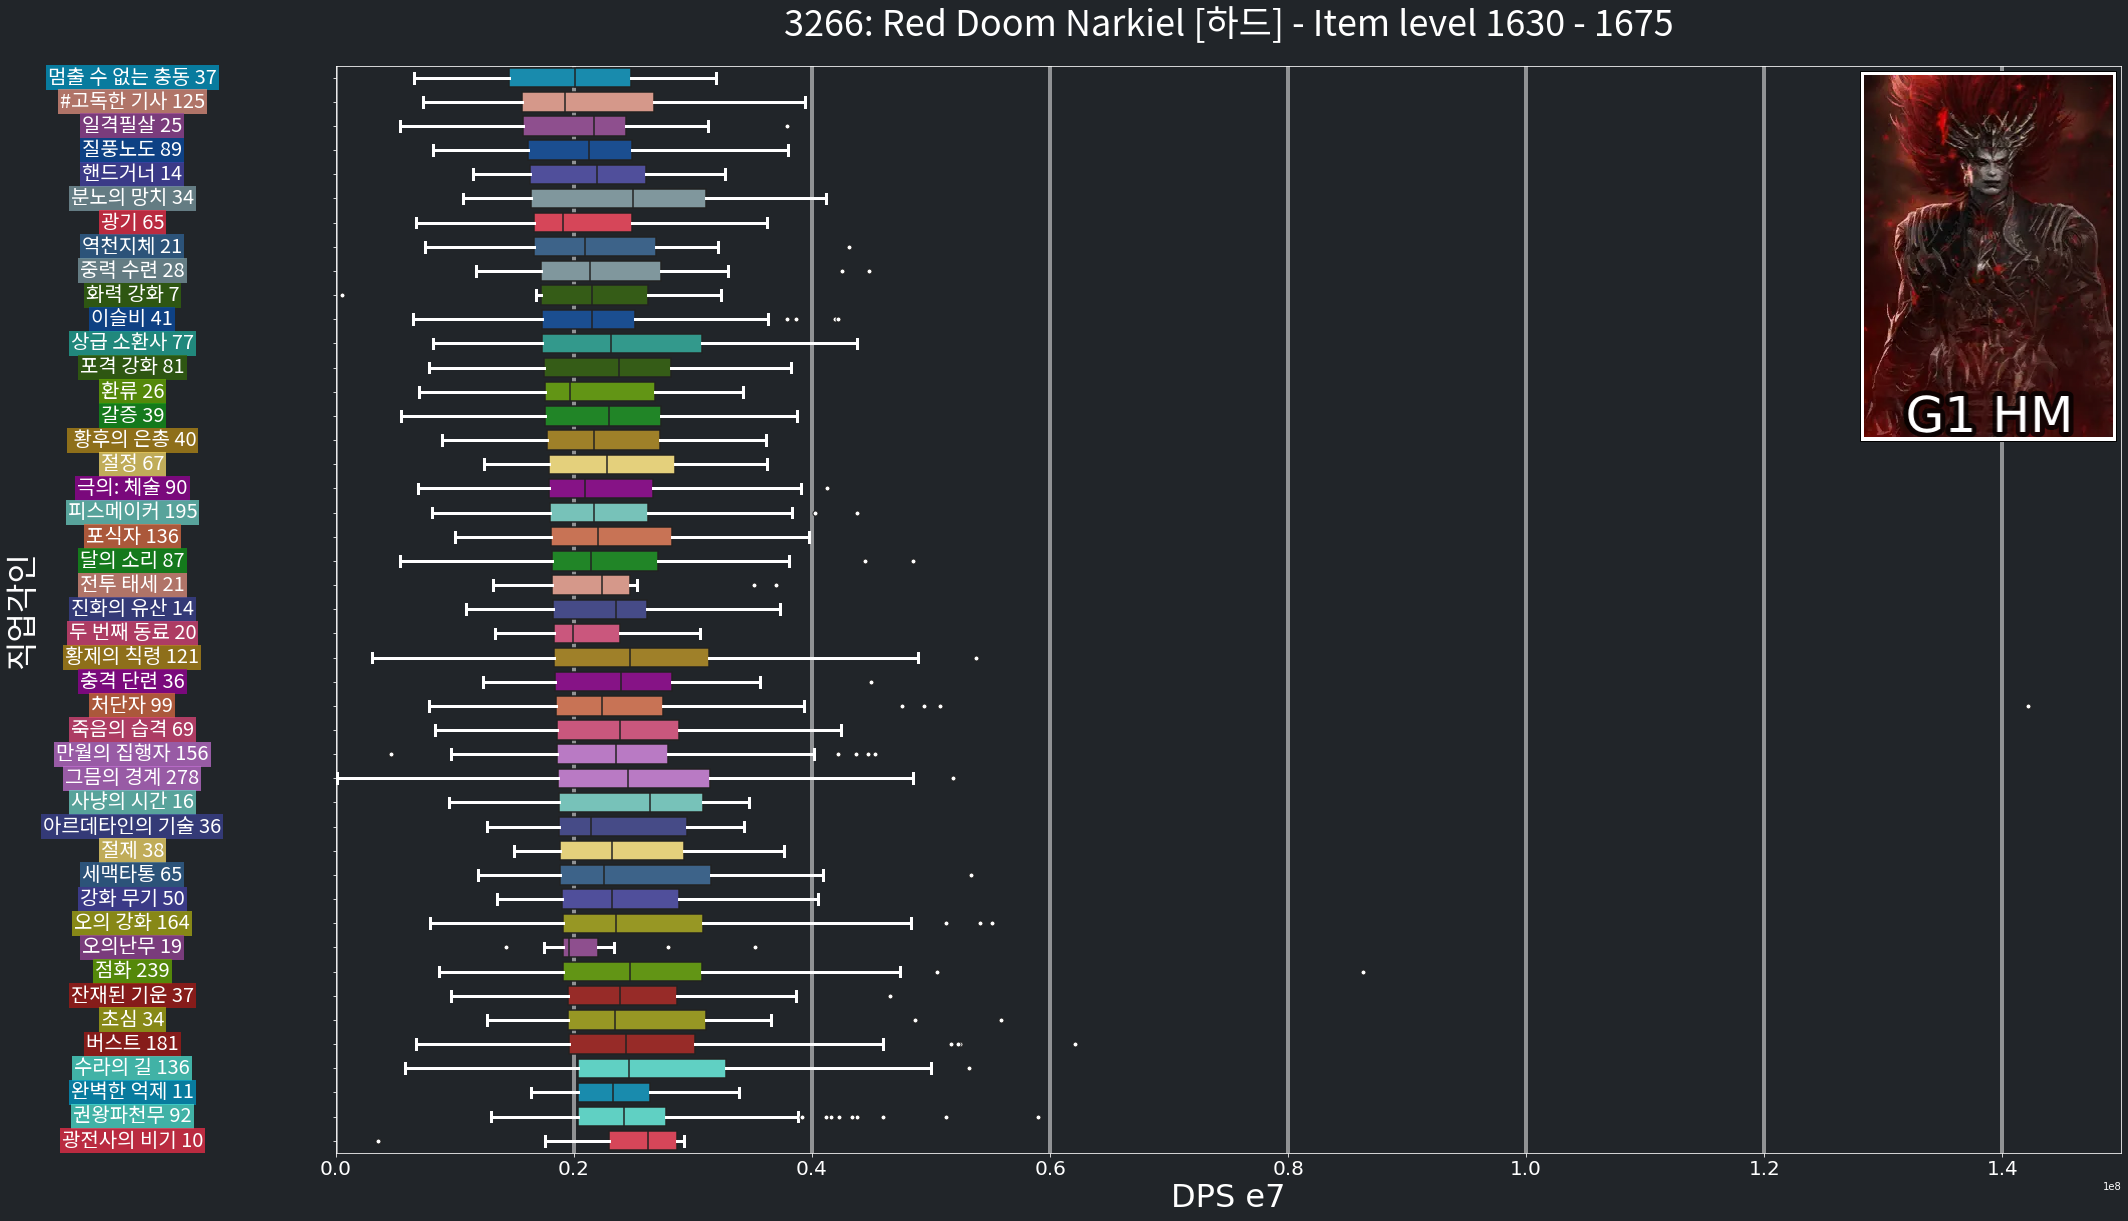 3266: Red Doom Narkiel [하드] - Item level 1630 - 1675
멈출 수 없는 충동 37
#고독한 기사 125
일격필살 25
질풍노도 89
핸드거너 14
분노의 망치 34
광기 65
역천지체 21
중력 수련 28
화력 강화 7
이슬비 41
상급 소환사 77
포격 강화 81
환류 26
갈증 39
황후의 은총 40
절정 67
극의: 체술 90
피스메이커 195
포식자 136
달의 소리 87
전투 태세 21
진화의 유산 14
두 번째 동료 20
황제의 칙령 121
충격 단련 36
처단자 99
죽음의 습격 69
만월의 집행자 156
그믐의 경계 278
사냥의 시간 16
아르데타인의 기술 36
절제 38
세맥타통 65
강화 무기 50
오의 강화 164
오의난무 19
점화 239
잔재된 기운 37
초심 34
버스트 181
수라의 길 136
완벽한 억제 11
권왕파천무 92
광전사의 비기 10
직업각인
G1 HM
0.0 0.2 0.4 0.6 0.8 1.0 1.2 1.4
1e8
DPS e7